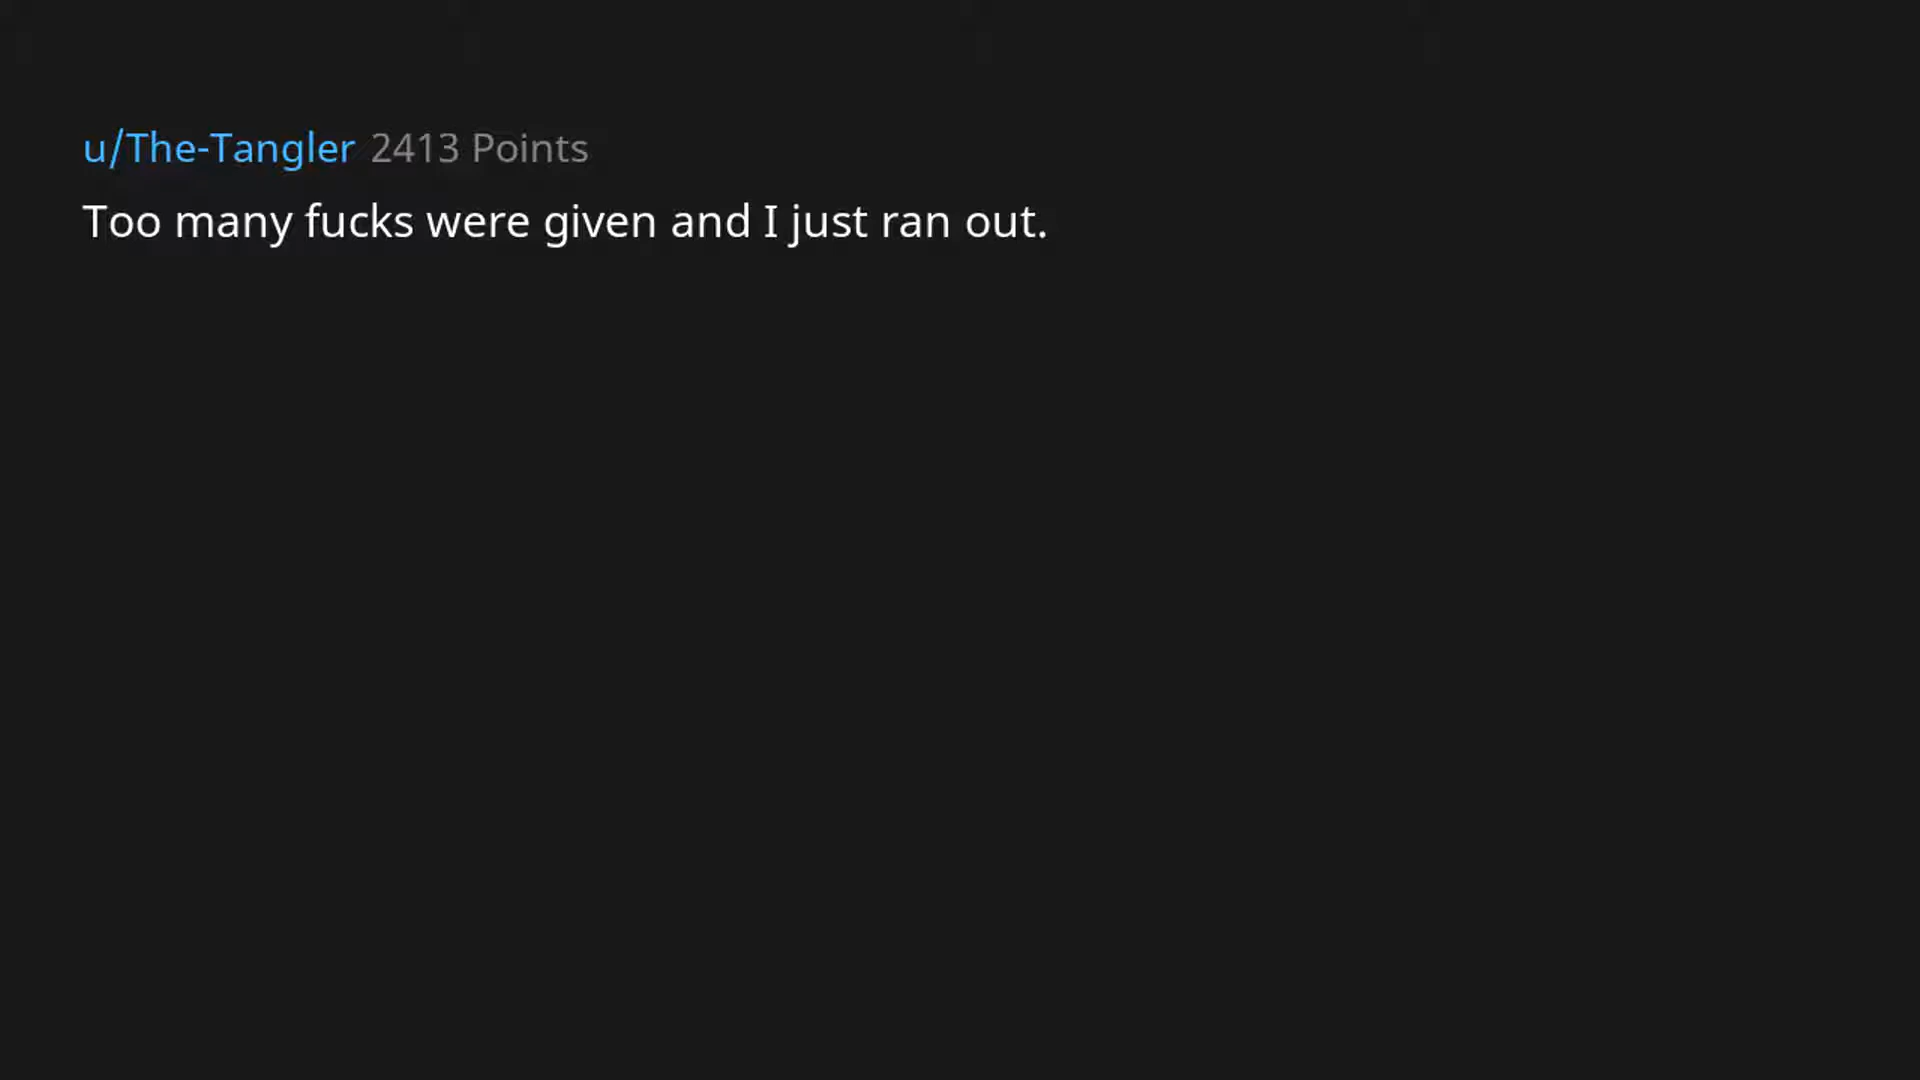 u/The-Tangler 2413 Points
Too many fucks were given and I just ran out.